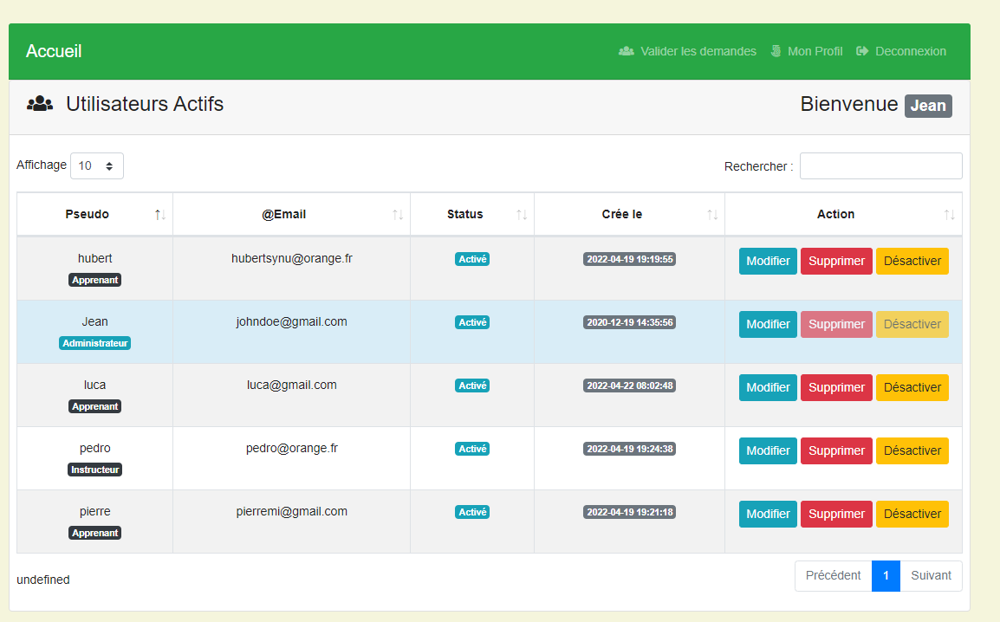 Accueil Valider les demandes Mon Profil Deconnexion
Utilisateurs Actifs Bienvenue Jean
Affichage 10 Rechercher :
Pseudo @Email Status Crée le Action
hubert hubertsynu@orange.fr Activé 2022-04-19 19:19:55 Modifier Supprimer Désactiver
Apprenant
Jean johndoe@gmail.com Activé 2020-12-19 14:35:56 Modifier Supprimer Désactiver
Administrateur
luca luca@gmail.com Activé 2022-04-22 08:02:48 Modifier Supprimer Désactiver
Apprenant
pedro pedro@orange.fr Activé 2022-04-19 19:24:38 Modifier Supprimer Désactiver
Instructeur
pierre pierremi@gmail.com Activé 2022-04-19 19:21:18 Modifier Supprimer Désactiver
Apprenant
undefined Précédent 1 Suivant